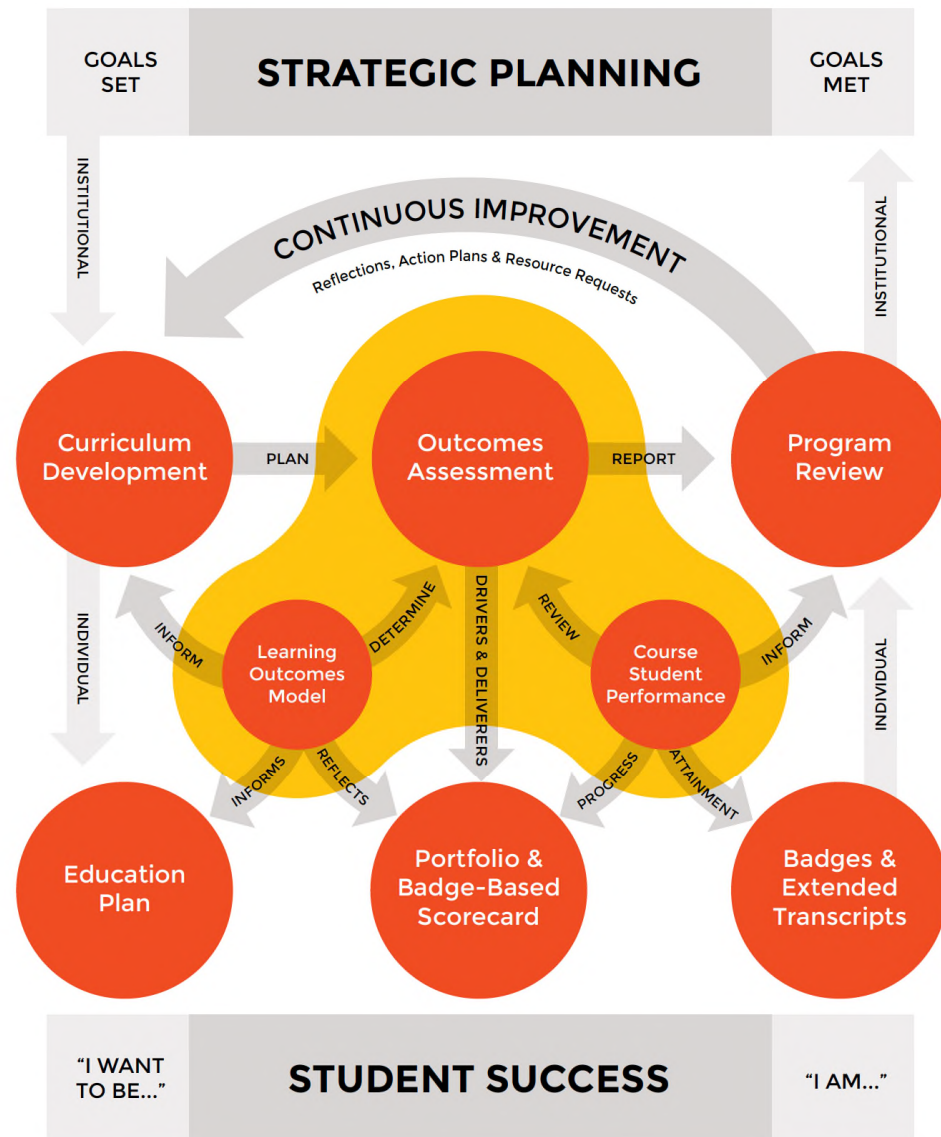 GOALS
SET
STRATEGIC PLANNING
GOALS
MET
INSTITUTIONAL
CONTINUOUS IMPROVEMENT
Reflections, Action Plans & Resource Requests
INSTITUTIONAL
Curriculum
Development
PLAN
Outcomes
Assessment
REPORT
Program
Review
INDIVIDUAL
INFORM
Learning
Outcomes
Model
DETERMINE
DRIVERS & DELIVERERS
REVIEW
Course
Student
Performance
INFORM
INDIVIDUAL
INFORMS
REFLECTS
PROGRESS
ATTAINMENT
Education
Plan
Portfolio &
Badge-Based
Scorecard
Badges &
Extended
Transcripts
“I WANT
TO BE...”
STUDENT SUCCESS
“I AM...”